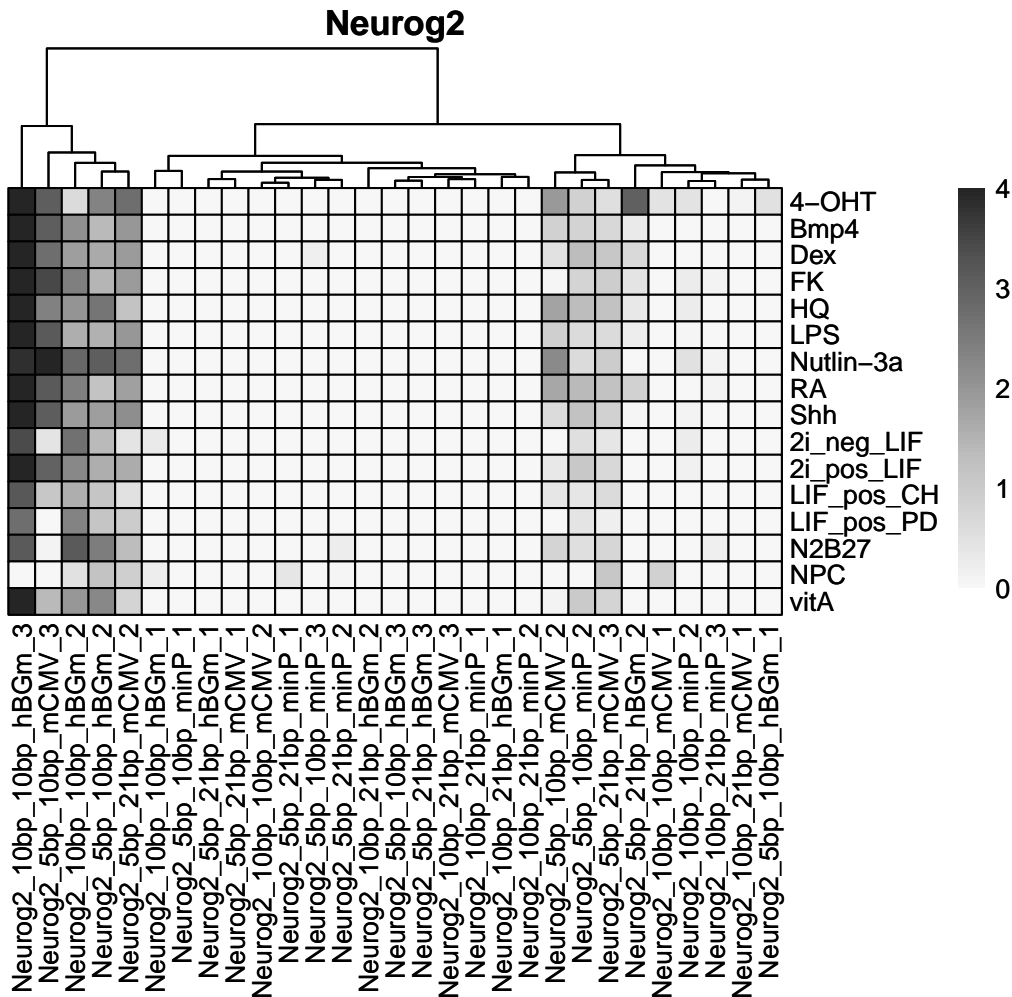 Neurog2
4−OHT
Bmp4
Dex
FK
HQ
LPS
Nutlin−3a
RA
Shh
2i_neg_LIF
2i_pos_LIF
LIF_pos_CH
LIF_pos_PD
N2B27
NPC
vitA
4
3
2
1
0
Neurog2_10bp_10bp_hBGm_3
Neurog2_5bp_10bp_mCMV_3
Neurog2_10bp_10bp_hBGm_2
Neurog2_5bp_10bp_hBGm_2
Neurog2_5bp_21bp_mCMV_2
Neurog2_10bp_10bp_hBGm_1
Neurog2_5bp_10bp_minP_1
Neurog2_5bp_21bp_hBGm_1
Neurog2_5bp_21bp_mCMV_1
Neurog2_10bp_10bp_mCMV_2
Neurog2_5bp_21bp_minP_1
Neurog2_5bp_10bp_minP_3
Neurog2_5bp_21bp_minP_2
Neurog2_10bp_21bp_hBGm_2
Neurog2_5bp_10bp_hBGm_3
Neurog2_5bp_21bp_hBGm_3
Neurog2_10bp_21bp_mCMV_3
Neurog2_10bp_21bp_minP_1
Neurog2_10bp_21bp_hBGm_1
Neurog2_10bp_21bp_minP_2
Neurog2_5bp_10bp_mCMV_2
Neurog2_5bp_10bp_minP_2
Neurog2_5bp_21bp_mCMV_3
Neurog2_5bp_21bp_hBGm_2
Neurog2_10bp_10bp_mCMV_1
Neurog2_10bp_10bp_minP_2
Neurog2_10bp_21bp_minP_3
Neurog2_10bp_21bp_mCMV_1
Neurog2_5bp_10bp_hBGm_1